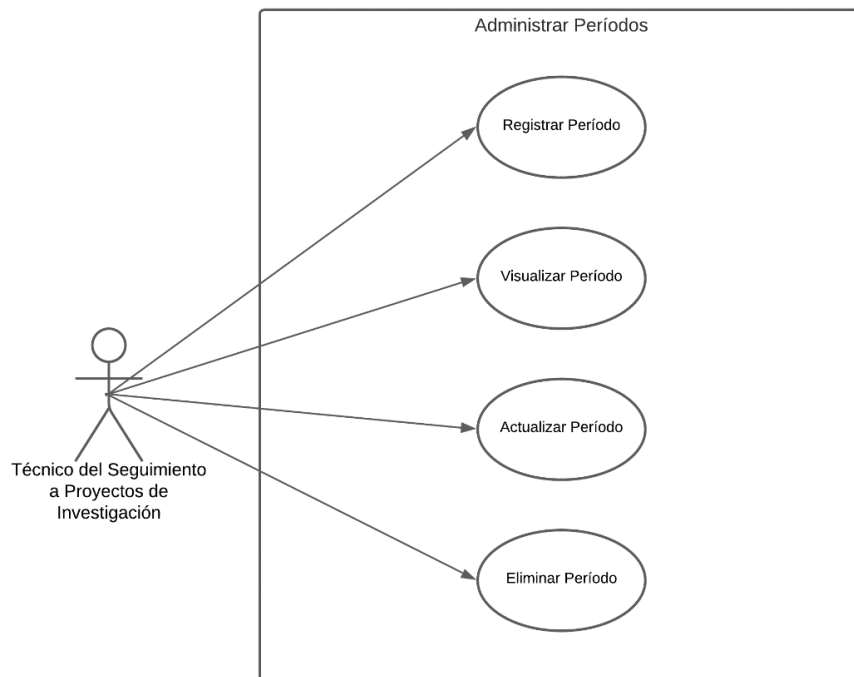 Administrar Períodos
Registrar Período
Visualizar Período
Actualizar Período
Técnico del Seguimiento
a Proyectos de
Investigación
Eliminar Período